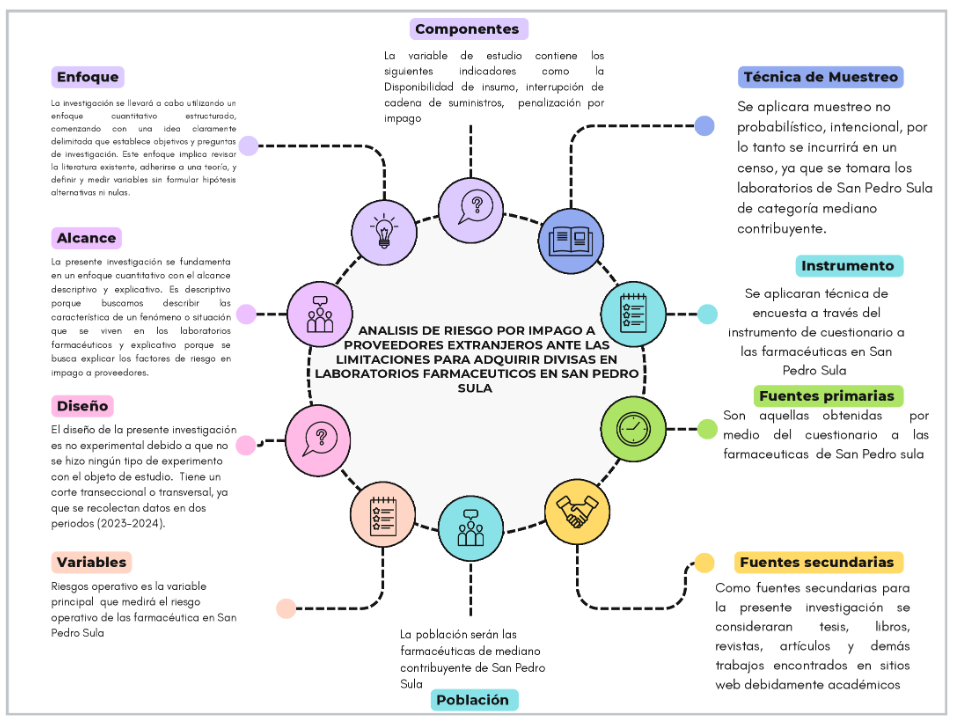 Componentes
La variable de estudio contiene los
siguientes indicadores como la
Disponibilidad de insumo, interrupción de
cadena de suministros, penalización por
impago
Enfoque
La investigación se llevará a cabo utilizando un
enfoque cuantitativo estructurado,
comenzando con una idea claramente
delimitada que establece objetivos y preguntas
de investigación. Este enfoque implica revisar
la literatura existente, adherirse a una teoría, y
definir y medir variables sin formular hipótesis
alternativas ni nulas.
Técnica de Muestreo
Se aplicara muestreo no
probabilístico, intencional, por
lo tanto se incurrirá en un
censo, ya que se tomara los
laboratorios de San Pedro Sula
de categoría mediano
contribuyente.
Alcance
La presente investigación se fundamenta
en un enfoque cuantitativo con el alcance
descriptivo y explicativo. Es descriptivo
porque buscamos describir las
característica de un fenómeno o situación
que se viven en los laboratorios
farmacéuticos y explicativo porque se
busca explicar los factores de riesgo en
impago a proveedores.
Instrumento
Se aplicaran técnica de
encuesta a través del
instrumento de cuestionario a
las farmacéuticas en San
Pedro Sula
ANALISIS DE RIESGO POR IMPAGO A
PROVEEDORES EXTRANJEROS ANTE LAS
LIMITACIONES PARA ADQUIRIR DIVISAS EN
LABORATORIOS FARMACEUTICOS EN SAN PEDRO
SULA
Diseño
El diseño de la presente investigación
es no experimental debido a que no
se hizo ningún tipo de experimento
con el objeto de estudio. Tiene un
corte transeccional o transversal, ya
que se recolectan datos en dos
periodos (2023-2024).
Fuentes primarias
Son aquellas obtenidas por
medio del cuestionario a las
farmaceuticas de San Pedro sula
Variables
Riesgos operativo es la variable
principal que medirá el riesgo
operativo de las farmacéutica en San
Pedro Sula
La población serán las
farmacéuticas de mediano
contribuyente de San Pedro
Sula
Población
Fuentes secundarias
Como fuentes secundarias para
la presente investigación se
consideraran tesis, libros,
revistas, artículos y demás
trabajos encontrados en sitios
web debidamente académicos